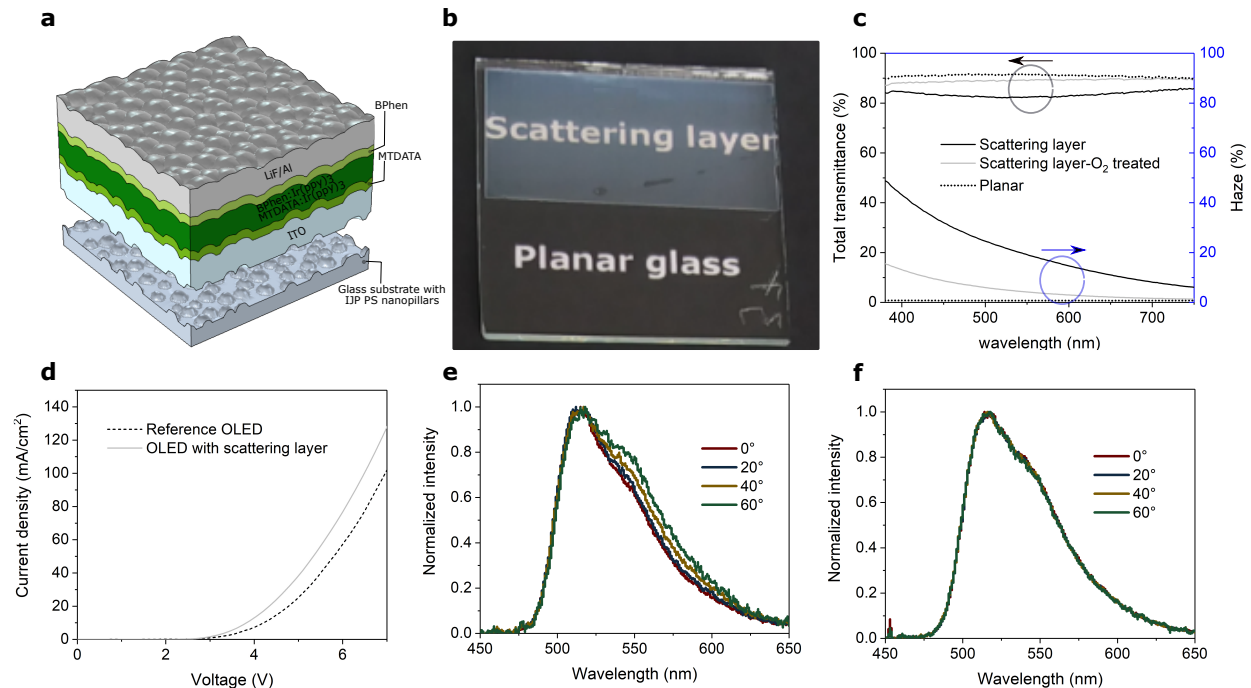 a
BPhen
MTDATA
LiF/Al
BPhen:Ir(ppy)3
MTDATA:Ir(ppy)3
ITO
Glass substrate with
IJP PS nanopillars
b
Scattering layer
Planar glass
c
Total transmittance (%)
100
80
60
40
20
0
Scattering layer
Scattering layer-O2 treated
Planar
100
80
60
40
20
0
Haze (%)
400 500 600 700
wavelength (nm)
d
Current density (mA/cm²)
140
120
100
80
60
40
20
0
Reference OLED
OLED with scattering layer
0 2 4 6
Voltage (V)
e
Normalized intensity
1.0
0.8
0.6
0.4
0.2
0.0
0°
20°
40°
60°
450 500 550 600 650
Wavelength (nm)
f
Normalized intensity
1.0
0.8
0.6
0.4
0.2
0.0
0°
20°
40°
60°
450 500 550 600 650
Wavelength (nm)